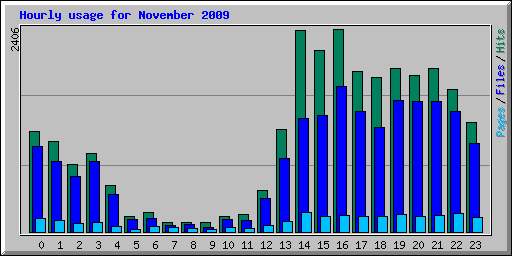 Hourly usage for November 2009
2406
Pages/Files/Hits
0 1 2 3 4 5 6 7 8 9 10 11 12 13 14 15 16 17 18 19 20 21 22 23